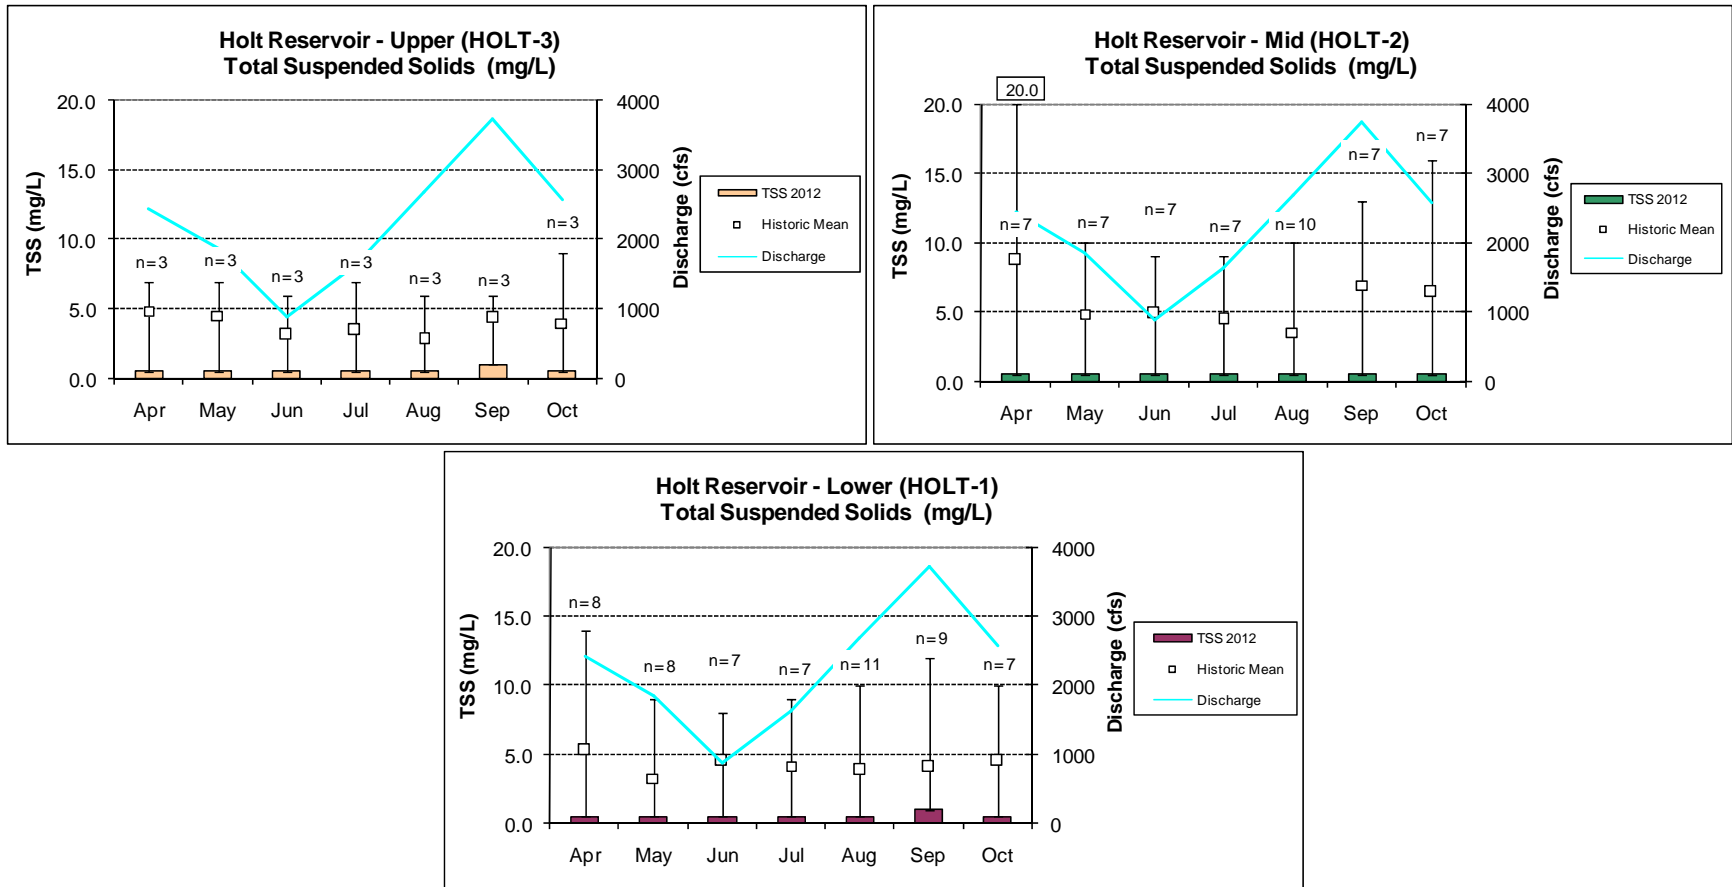 Holt Reservoir - Upper (HOLT-3)
Total Suspended Solids (mg/L)
TSS (mg/L)
20.0
15.0
10.0
5.0
0.0
n=3
n=3
n=3
n=3
n=3
n=3
n=3
4000
3000
2000
1000
0
Discharge (cfs)
Apr May Jun Jul Aug Sep Oct
TSS 2012
Historic Mean
Discharge
Holt Reservoir - Mid (HOLT-2)
Total Suspended Solids (mg/L)
TSS (mg/L)
20.0
20.0
15.0
10.0
5.0
0.0
n=7
n=7
n=7
n=7
n=10
n=7
n=7
4000
3000
2000
1000
0
Discharge (cfs)
Apr May Jun Jul Aug Sep Oct
TSS 2012
Historic Mean
Discharge
Holt Reservoir - Lower (HOLT-1)
Total Suspended Solids (mg/L)
TSS (mg/L)
20.0
15.0
10.0
5.0
0.0
n=8
n=8
n=7
n=7
n=11
n=9
n=7
4000
3000
2000
1000
0
Discharge (cfs)
Apr May Jun Jul Aug Sep Oct
TSS 2012
Historic Mean
Discharge